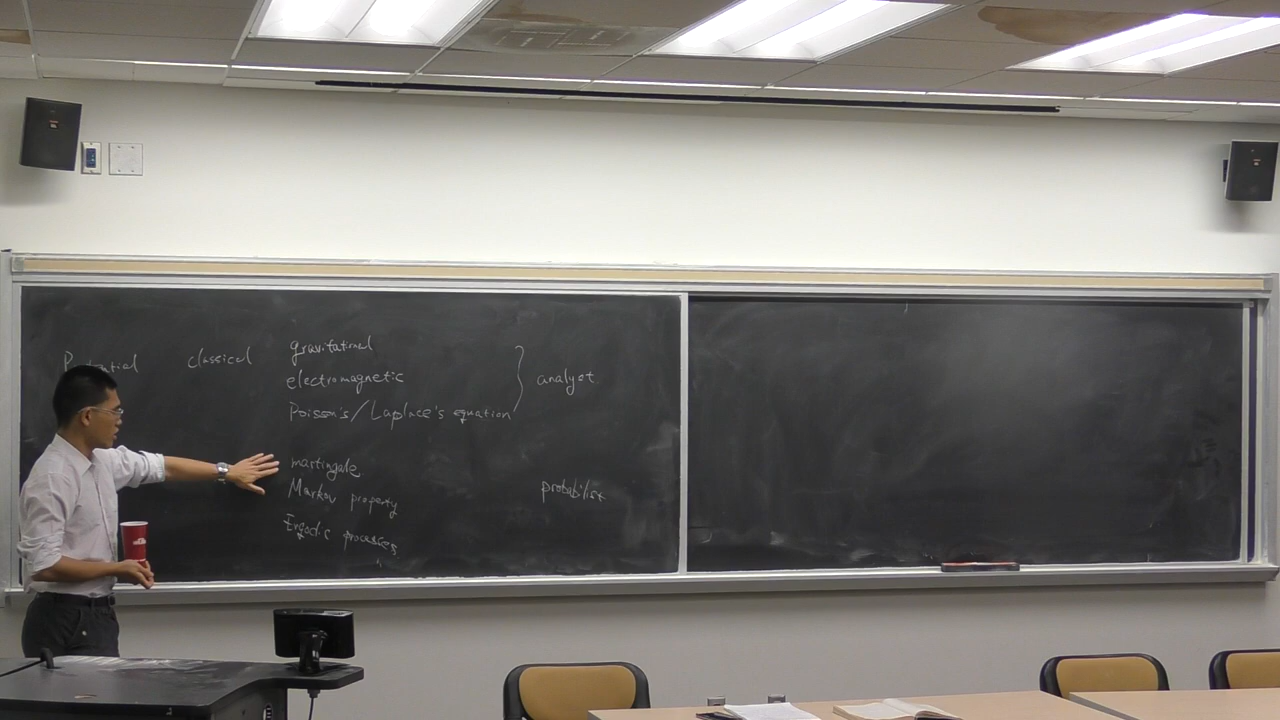 Potential classical gravitational
electromagnetic
Poisson's/Laplace's equation
analyst
martingale
Markov property
probabilist
Ergodic processes